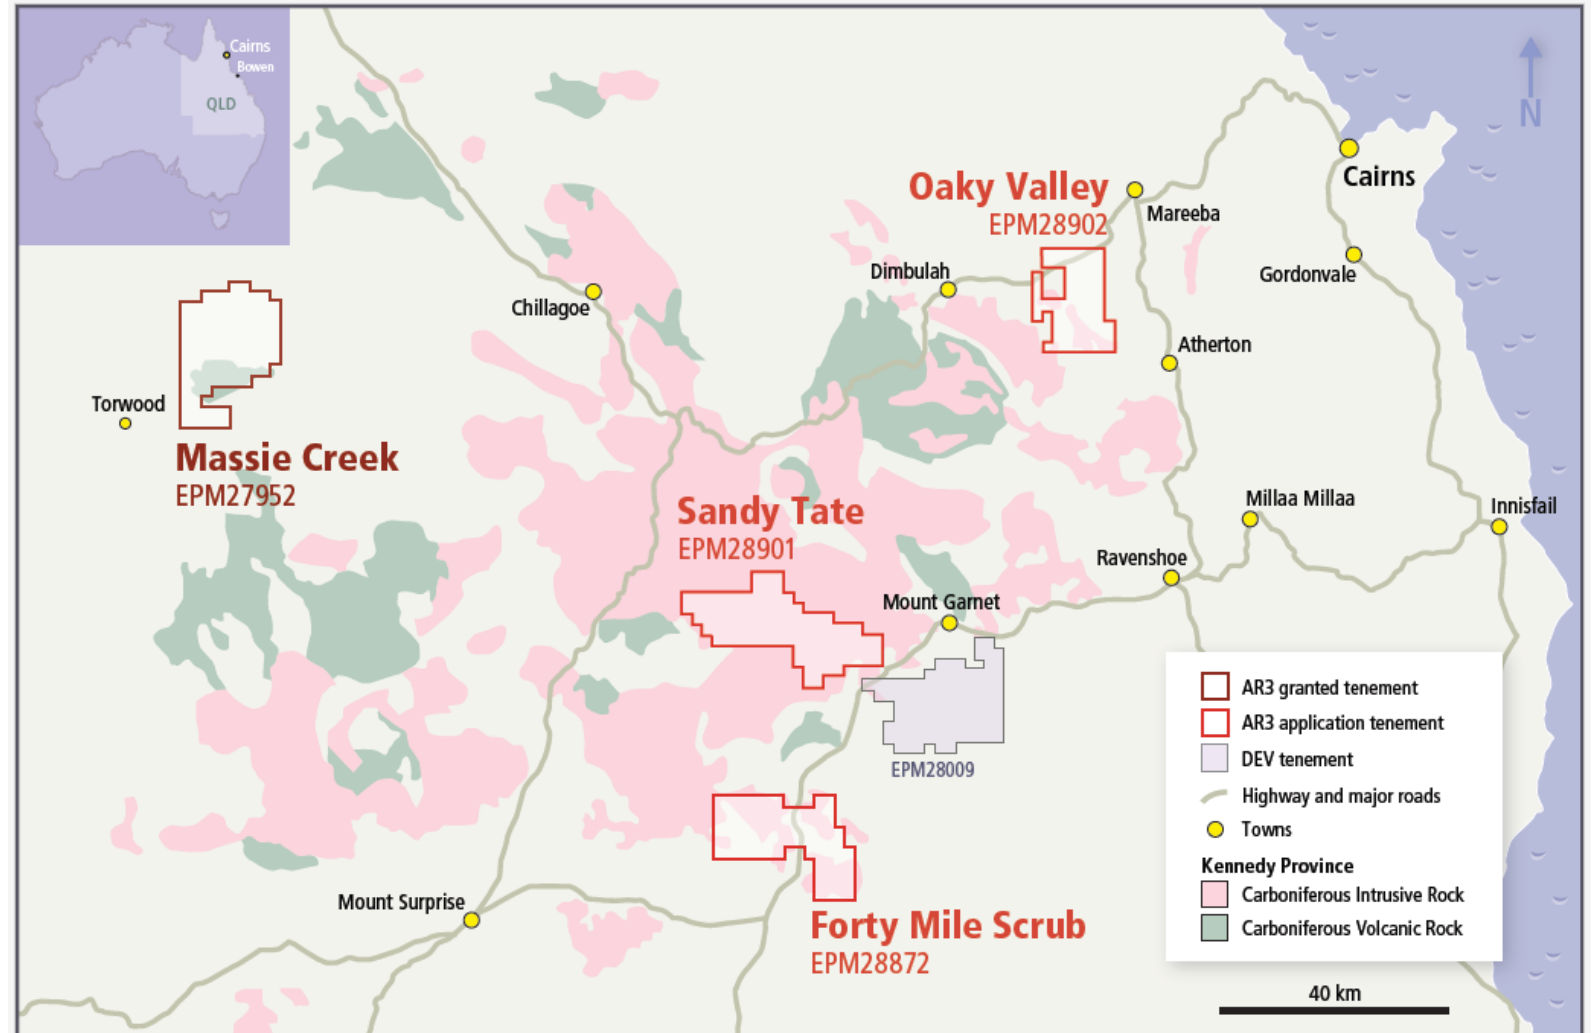 Cairns
Bowen
QLD
N
Cairns
Oaky Valley
EPM28902
Mareeba
Dimbulah
Gordonvale
Chillagoe
Atherton
Torwood
Massie Creek
EPM27952
Sandy Tate
EPM28901
Millaa Millaa
Innisfail
Ravenshoe
Mount Garnet
EPM28009
Mount Surprise
Forty Mile Scrub
EPM28872
AR3 granted tenement
AR3 application tenement
DEV tenement
Highway and major roads
Towns
Kennedy Province
Carboniferous Intrusive Rock
Carboniferous Volcanic Rock
40 km